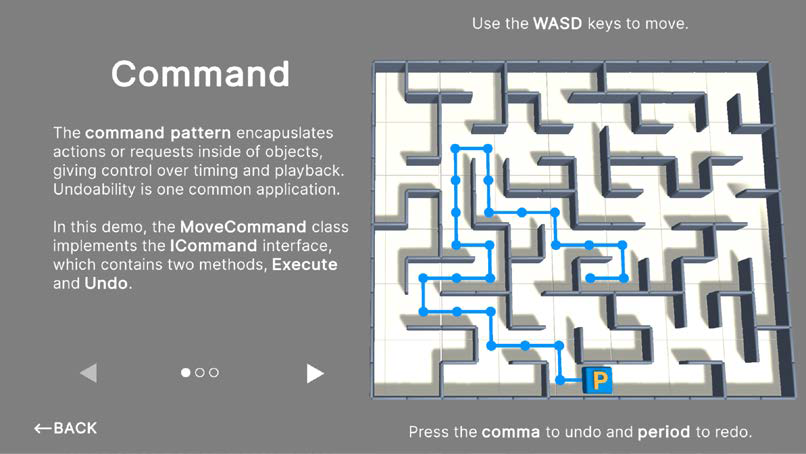 Use the WASD keys to move.
Command
The command pattern encapuslates
actions or requests inside of objects,
giving control over timing and playback.
Undoability is one common application.
In this demo, the MoveCommand class
implements the ICommand interface,
which contains two methods, Execute
and Undo.
P
←BACK
Press the comma to undo and period to redo.